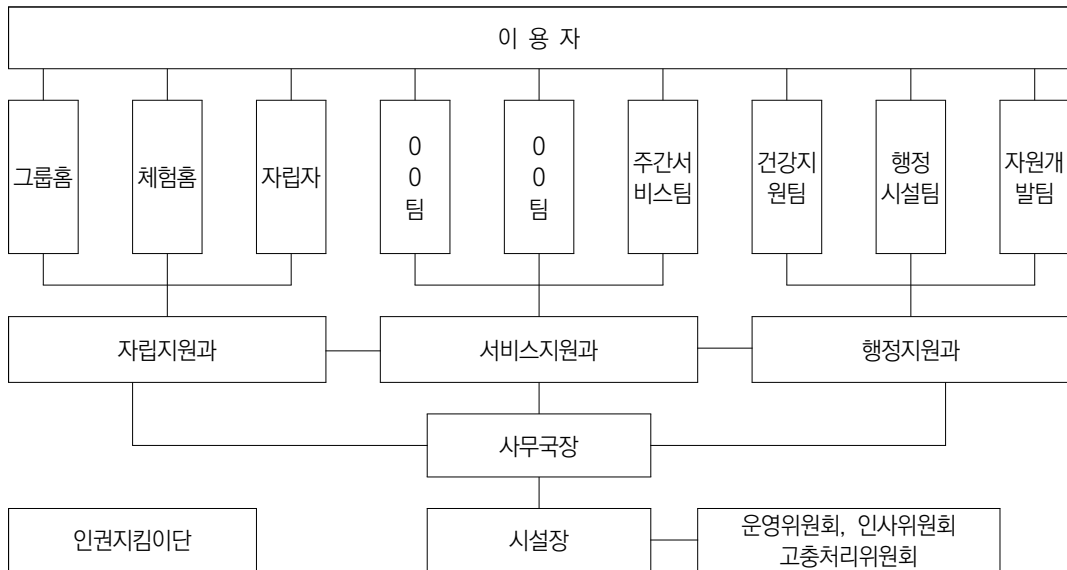 이 용 자
그룹홈
체험홈
자립자
0
0
팀
0
0
팀
주간서
비스팀
건강지
원팀
행정
시설팀
자원개
발팀
자립지원과
서비스지원과
행정지원과
사무국장
인권지킴이단
시설장
운영위원회, 인사위원회
고충처리위원회